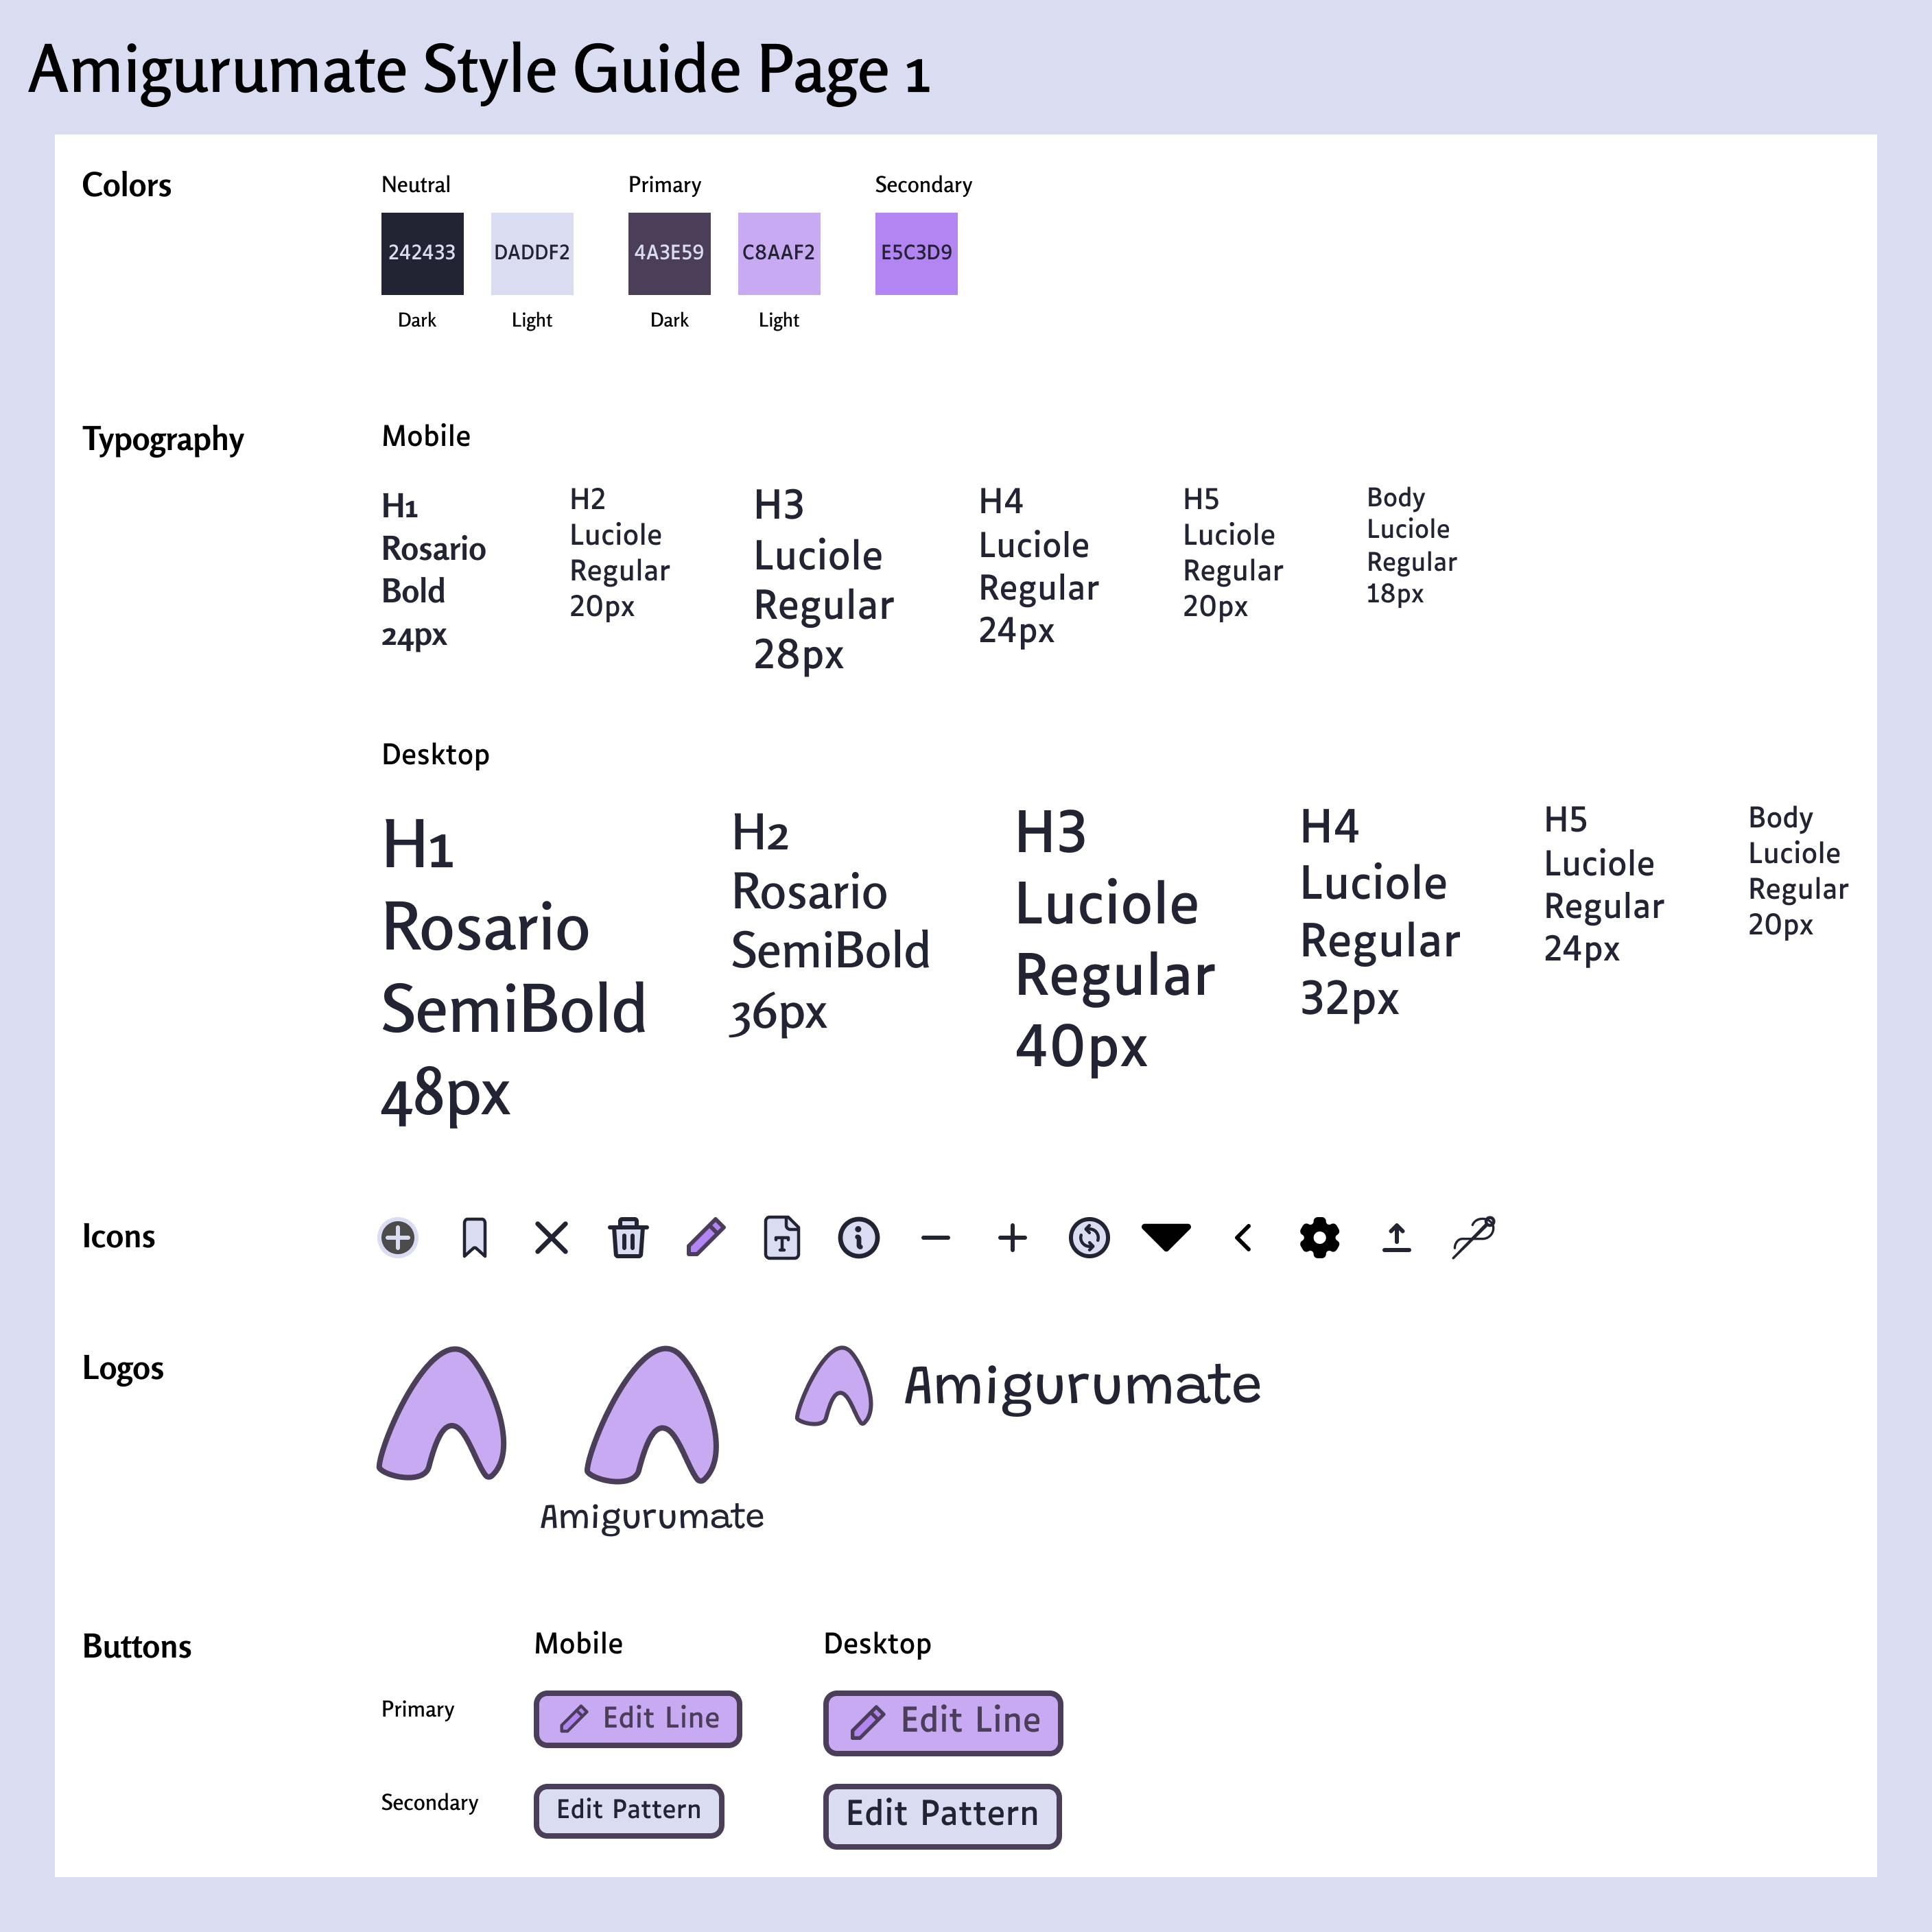 Amigurumate Style Guide Page 1
Colors
Neutral
Primary
Secondary
242433
DADDF2
4A3E59
C8AAF2
E5C3D9
Dark
Light
Dark
Light
Typography
Mobile
H1
Rosario
Bold
24px
H2
Luciole
Regular
20px
H3
Luciole
Regular
28px
H4
Luciole
Regular
24px
H5
Luciole
Regular
20px
Body
Luciole
Regular
18px
Desktop
H1
Rosario
SemiBold
48px
H2
Rosario
SemiBold
36px
H3
Luciole
Regular
40px
H4
Luciole
Regular
32px
H5
Luciole
Regular
24px
Body
Luciole
Regular
20px
Icons
T
i
Logos
Amigurumate
Amigurumate
Buttons
Mobile
Desktop
Primary
Edit Line
Edit Line
Secondary
Edit Pattern
Edit Pattern